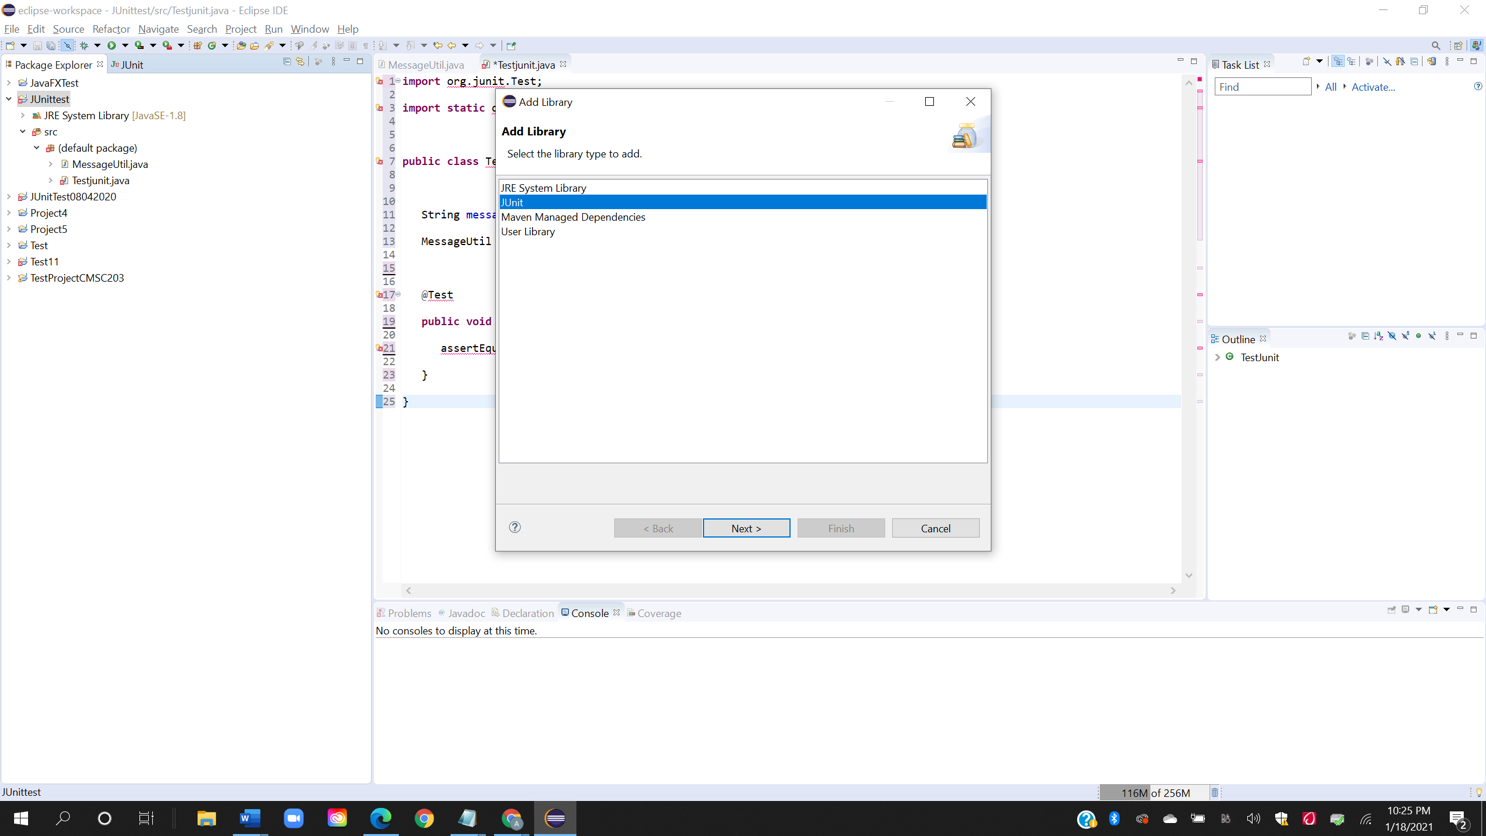 eclipse-workspace - JUnittest/src/Testjunit.java - Eclipse IDE
File Edit Source Refactor Navigate Search Project Run Window Help
Package Explorer
JUnit
JavaFXTest
JUnittest
JRE System Library [JavaSE-1.8]
src
(default package)
MessageUtil.java
Testjunit.java
JUnitTest08042020
Project4
Project5
Test
Test11
TestProjectCMSC203
MessageUtil.java
*Testjunit.java
1 import org.junit.Test;
2
3 import static
4
5
6
7 public class
8
9
10
11 String messa
12
13 MessageUtil
14
15
16
17 @Test
18
19 public void
20
21 assertEqu
22
23 }
24
25 }
Add Library
Add Library
Select the library type to add.
JRE System Library
JUnit
Maven Managed Dependencies
User Library
< Back
Next >
Finish
Cancel
Task List
Find
All
Activate...
Outline
TestJunit
Problems
Javadoc
Declaration
Console
Coverage
No consoles to display at this time.
JUnittest
116M of 256M
10:25 PM
1/18/2021
2